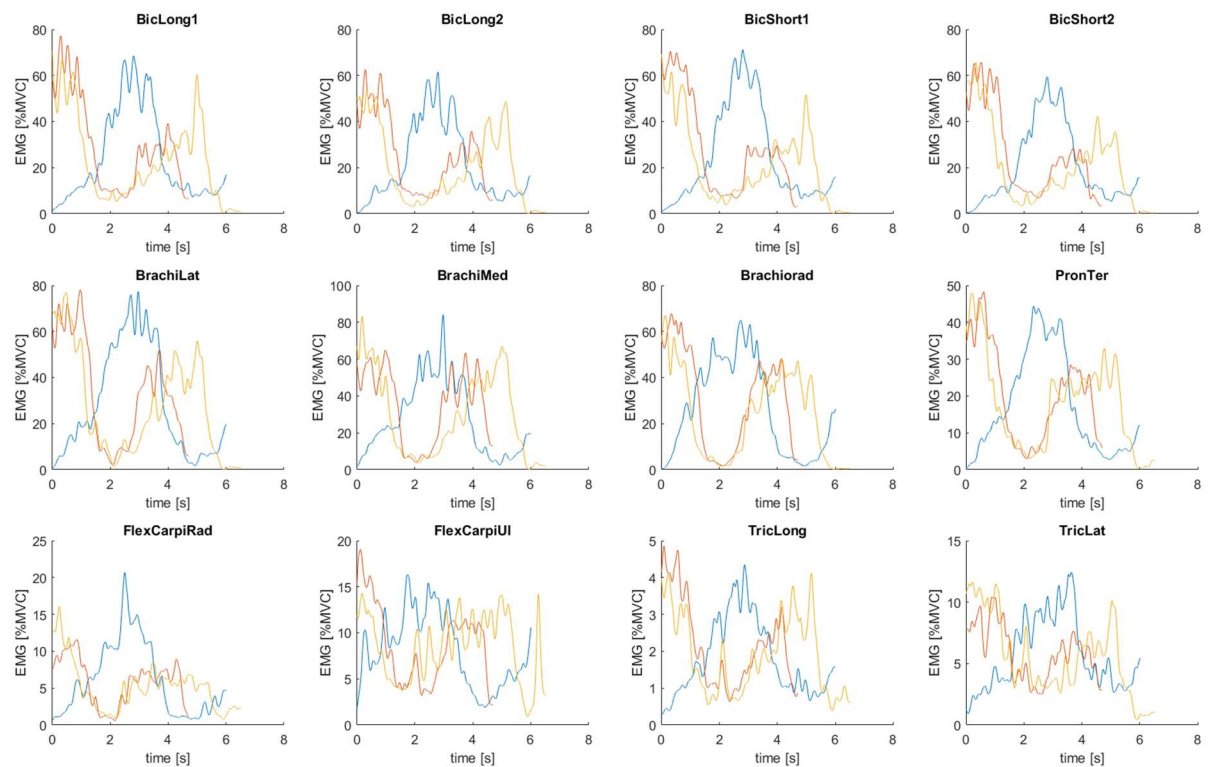 BicLong1 BicLong2 BicShort1 BicShort2
80 80 80 80
60 60 60 60
EMG [%MVC] EMG [%MVC] EMG [%MVC] EMG [%MVC]
40 40 40 40
20 20 20 20
0 0 0 0
0 2 4 6 8 0 2 4 6 8 0 2 4 6 8 0 2 4 6 8
time [s] time [s] time [s] time [s]
BrachiLat BrachiMed Brachiorad PronTer
80 100 80 50
60 80 60 40
EMG [%MVC] EMG [%MVC] EMG [%MVC] EMG [%MVC]
40 60 40 30
20 40 20 20
0 20 0 10
0 0
0 2 4 6 8 0 2 4 6 8 0 2 4 6 8 0 2 4 6 8
time [s] time [s] time [s] time [s]
FlexCarpiRad FlexCarpiUl TricLong TricLat
25 20 5 15
20 15 4 10
EMG [%MVC] EMG [%MVC] EMG [%MVC] EMG [%MVC]
15 10 3 5
10 5 2 0
5 0 1
0 0
0 2 4 6 8 0 2 4 6 8 0 2 4 6 8 0 2 4 6 8
time [s] time [s] time [s] time [s]